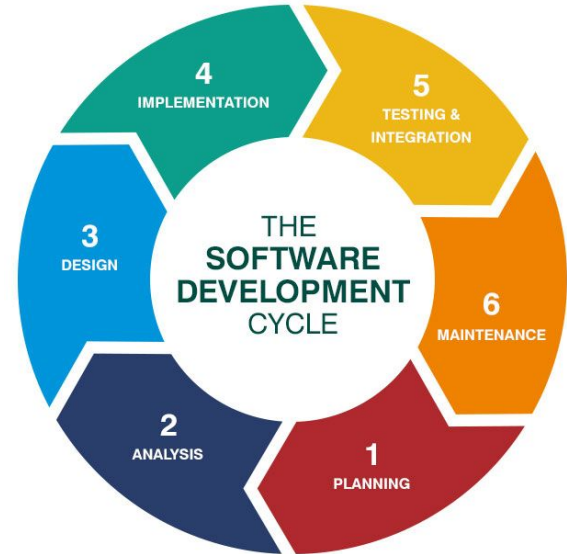 THE
SOFTWARE
DEVELOPMENT
CYCLE
1
PLANNING
2
ANALYSIS
3
DESIGN
4
IMPLEMENTATION
5
TESTING &
INTEGRATION
6
MAINTENANCE